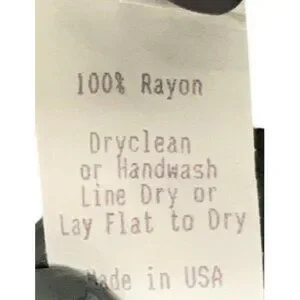 100% Rayon
Dryclean
or Handwash
Line Dry or
Lay Flat to Dry
Made in USA